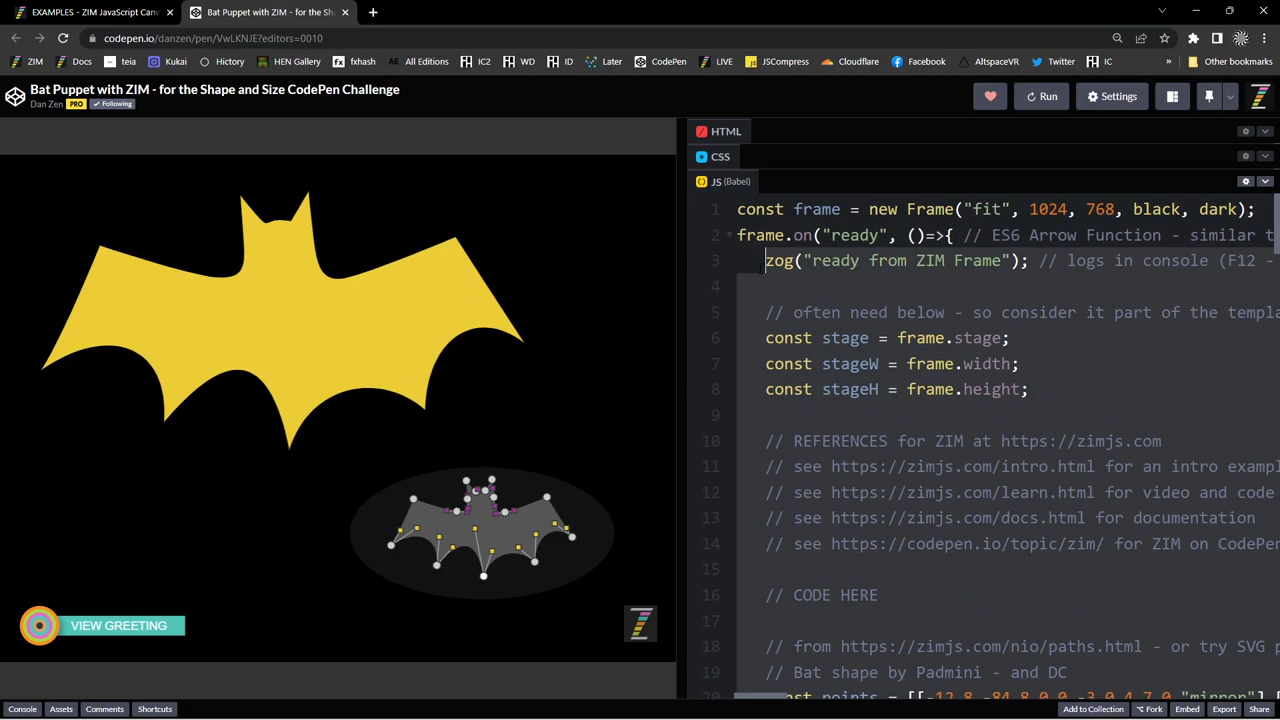 EXAMPLES - ZIM JavaScript Canv
Bat Puppet with ZIM - for the Sh
codepen.io/danzen/pen/VwLKNJE?editors=0010
ZIM Docs teia Kukai Hictory HEN Gallery fxhash AE All Editions IC2 WD ID Later CodePen LIVE JSCompress Cloudflare Facebook AltspaceVR Twitter IC » Other bookmarks
Bat Puppet with ZIM - for the Shape and Size CodePen Challenge
Dan Zen PRO ✓ Following
Run Settings
HTML
CSS
JS (Babel)
1 const frame = new Frame("fit", 1024, 768, black, dark);
2 frame.on("ready", ()=>{ // ES6 Arrow Function - similar t
3 zog("ready from ZIM Frame"); // logs in console (F12 -
4
5 // often need below - so consider it part of the templa
6 const stage = frame.stage;
7 const stageW = frame.width;
8 const stageH = frame.height;
9
10 // REFERENCES for ZIM at https://zimjs.com
11 // see https://zimjs.com/intro.html for an intro examp
12 // see https://zimjs.com/learn.html for video and code
13 // see https://zimjs.com/docs.html for documentation
14 // see https://codepen.io/topic/zim/ for ZIM on CodePen
15
16 // CODE HERE
17
18 // from https://zimjs.com/nio/paths.html - or try SVG p
19 // Bat shape by Padmini - and DC
VIEW GREETING
Console Assets Comments Shortcuts
Add to Collection Fork Embed Export Share